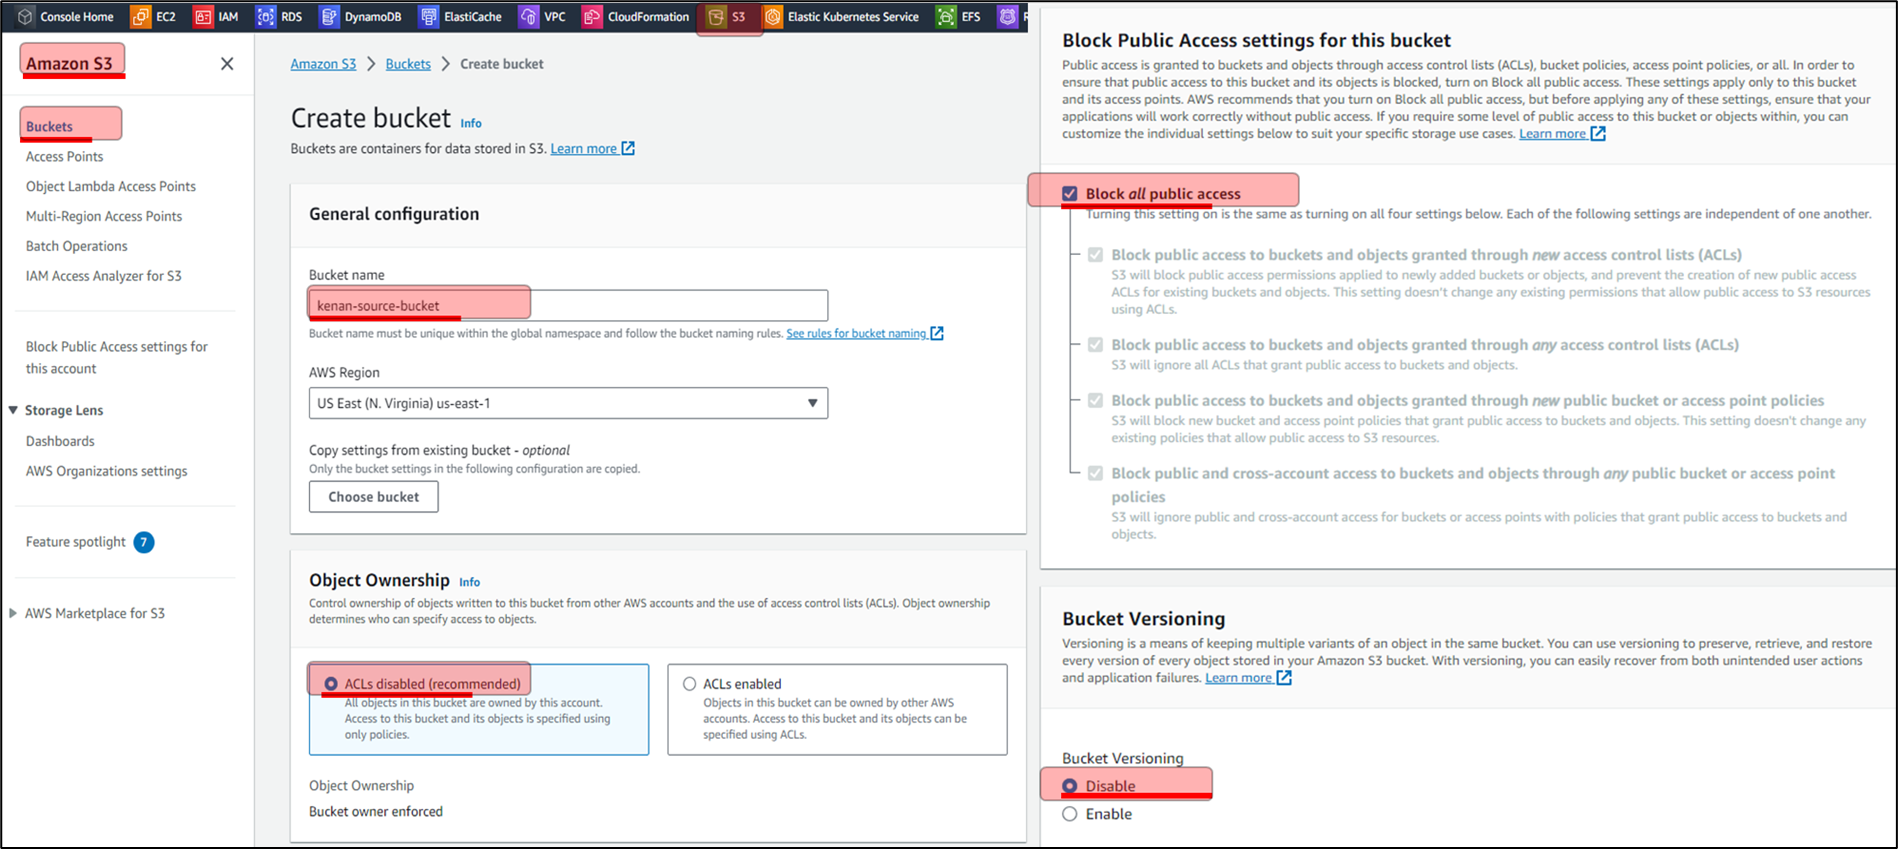 Console Home EC2 IAM RDS DynamoDB ElastiCache VPC CloudFormation S3 Elastic Kubernetes Service EFS
Amazon S3
Buckets
Access Points
Object Lambda Access Points
Multi-Region Access Points
Batch Operations
IAM Access Analyzer for S3
Block Public Access settings for
this account
Storage Lens
Dashboards
AWS Organizations settings
Feature spotlight 7
AWS Marketplace for S3
Amazon S3 > Buckets > Create bucket
Create bucket Info
Buckets are containers for data stored in S3. Learn more
General configuration
Bucket name
kenan-source-bucket
Bucket name must be unique within the global namespace and follow the bucket naming rules. See rules for bucket naming
AWS Region
US East (N. Virginia) us-east-1
Copy settings from existing bucket - optional
Only the bucket settings in the following configuration are copied.
Choose bucket
Object Ownership Info
Control ownership of objects written to this bucket from other AWS accounts and the use of access control lists (ACLs). Object ownership
determines who can specify access to objects.
ACLs disabled (recommended)
All objects in this bucket are owned by this account.
Access to this bucket and its objects is specified using
only policies.
ACLs enabled
Objects in this bucket can be owned by other AWS
accounts. Access to this bucket and its objects can be
specified using ACLs.
Object Ownership
Bucket owner enforced
Block Public Access settings for this bucket
Public access is granted to buckets and objects through access control lists (ACLs), bucket policies, access point policies, or all. In order to
ensure that public access to this bucket and its objects is blocked, turn on Block all public access. These settings apply only to this bucket
and its access points. AWS recommends that you turn on Block all public access, but before applying any of these settings, ensure that your
applications will work correctly without public access. If you require some level of public access to this bucket or objects within, you can
customize the individual settings below to suit your specific storage use cases. Learn more
Block all public access
Turning this setting on is the same as turning on all four settings below. Each of the following settings are independent of one another.
Block public access to buckets and objects granted through new access control lists (ACLs)
S3 will block public access permissions applied to newly added buckets or objects, and prevent the creation of new public access
ACLs for existing buckets and objects. This setting doesn't change any existing permissions that allow public access to S3 resources
using ACLs.
Block public access to buckets and objects granted through any access control lists (ACLs)
S3 will ignore all ACLs that grant public access to buckets and objects.
Block public access to buckets and objects granted through new public bucket or access point policies
S3 will block new bucket and access point policies that grant public access to buckets and objects. This setting doesn't change any
existing policies that allow public access to S3 resources.
Block public and cross-account access to buckets and objects through any public bucket or access point
policies
S3 will ignore public and cross-account access for buckets or access points with policies that grant public access to buckets and
objects.
Bucket Versioning
Versioning is a means of keeping multiple variants of an object in the same bucket. You can use versioning to preserve, retrieve, and restore
every version of every object stored in your Amazon S3 bucket. With versioning, you can easily recover from both unintended user actions
and application failures. Learn more
Bucket Versioning
Disable
Enable